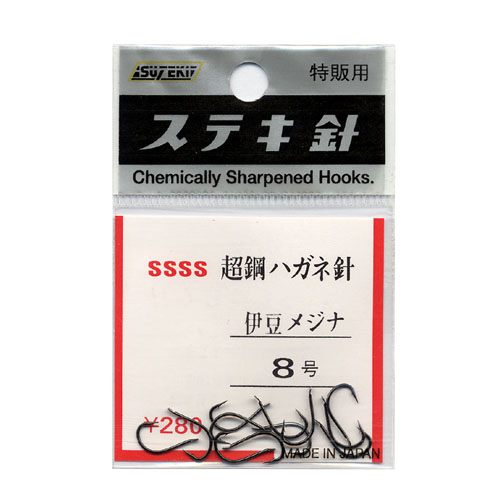 SUTEKI
特販用
ステキ針
Chemically Sharpened Hooks.
SSSS 超鋼ハガネ針
伊豆メジナ
8号
¥280
MADE IN JAPAN